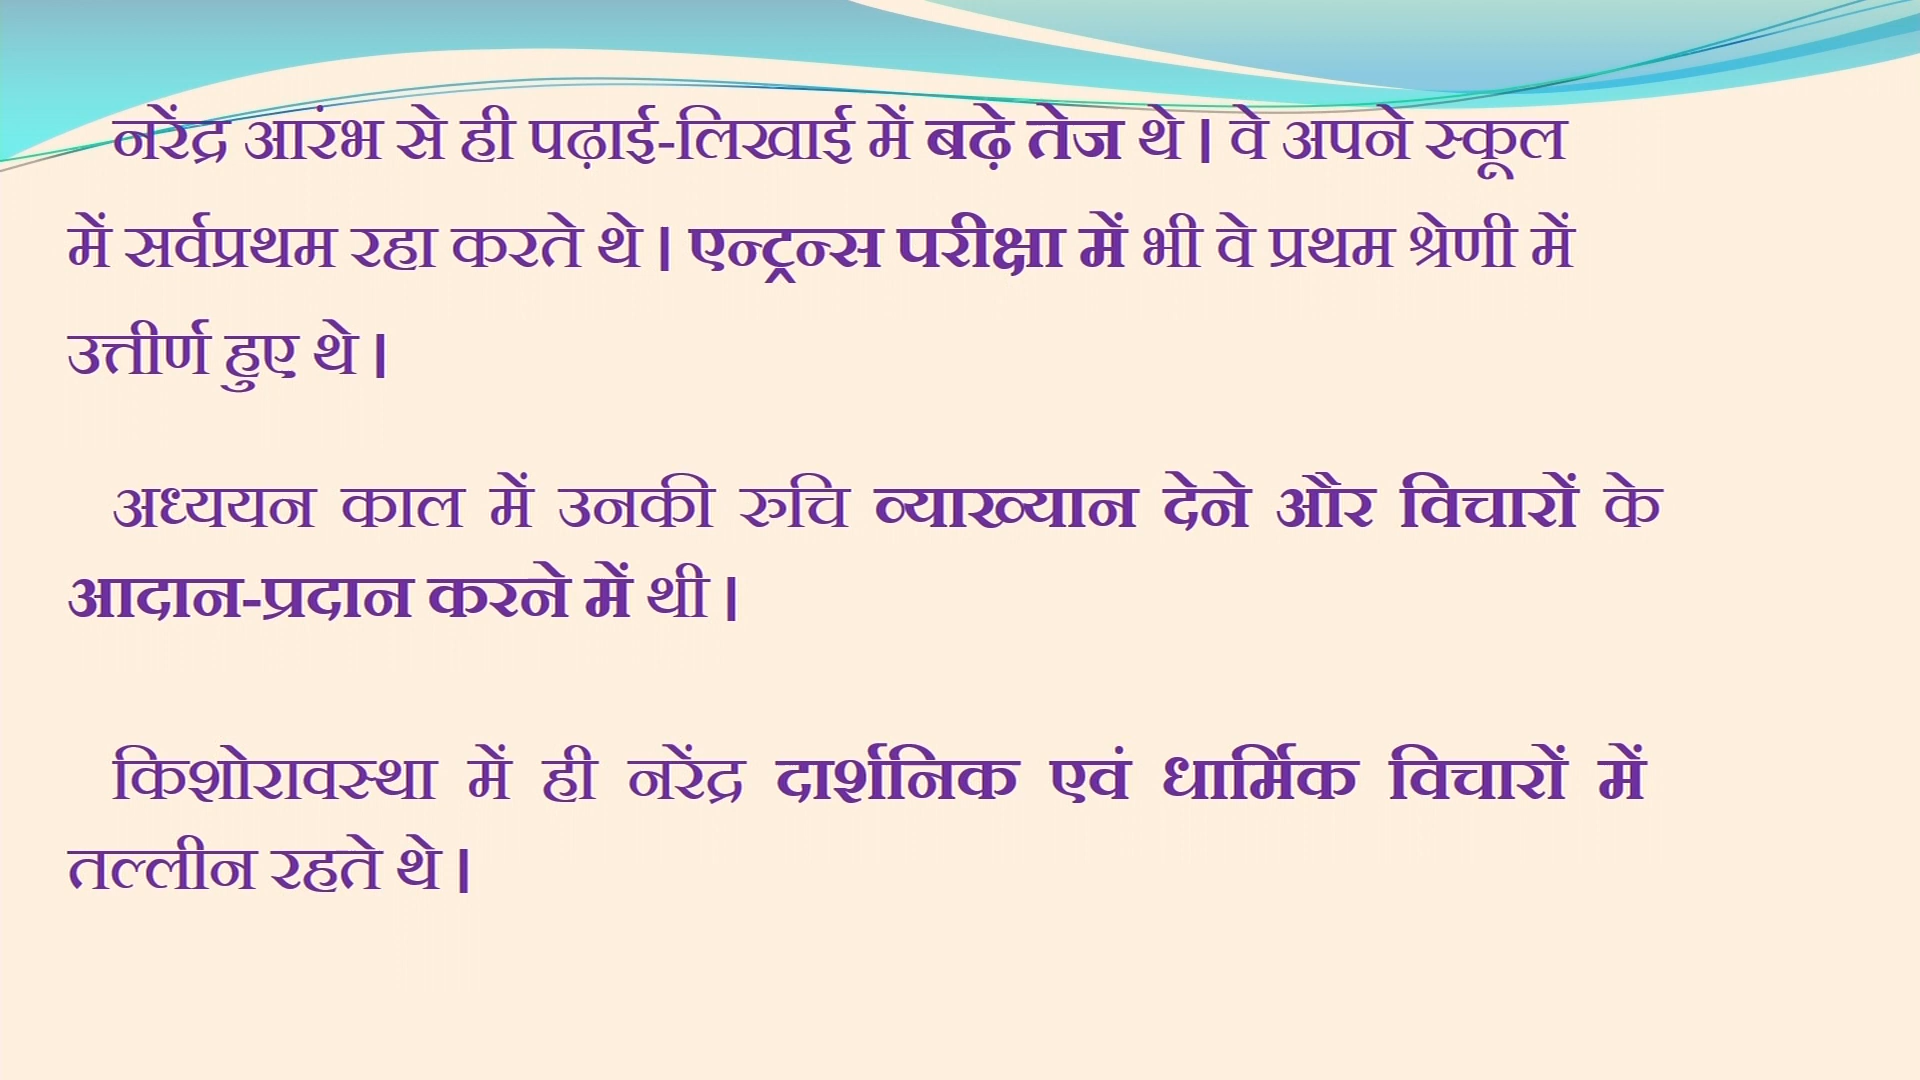 नरेंद्र आरंभ से ही पढ़ाई-लिखाई में बढ़े तेज थे । वे अपने स्कूल
में सर्वप्रथम रहा करते थे । एन्ट्रन्स परीक्षा में भी वे प्रथम श्रेणी में
उत्तीर्ण हुए थे ।
अध्ययन काल में उनकी रुचि व्याख्यान देने और विचारों के
आदान-प्रदान करने में थी ।
किशोरावस्था में ही नरेंद्र दार्शनिक एवं धार्मिक विचारों में
तल्लीन रहते थे ।